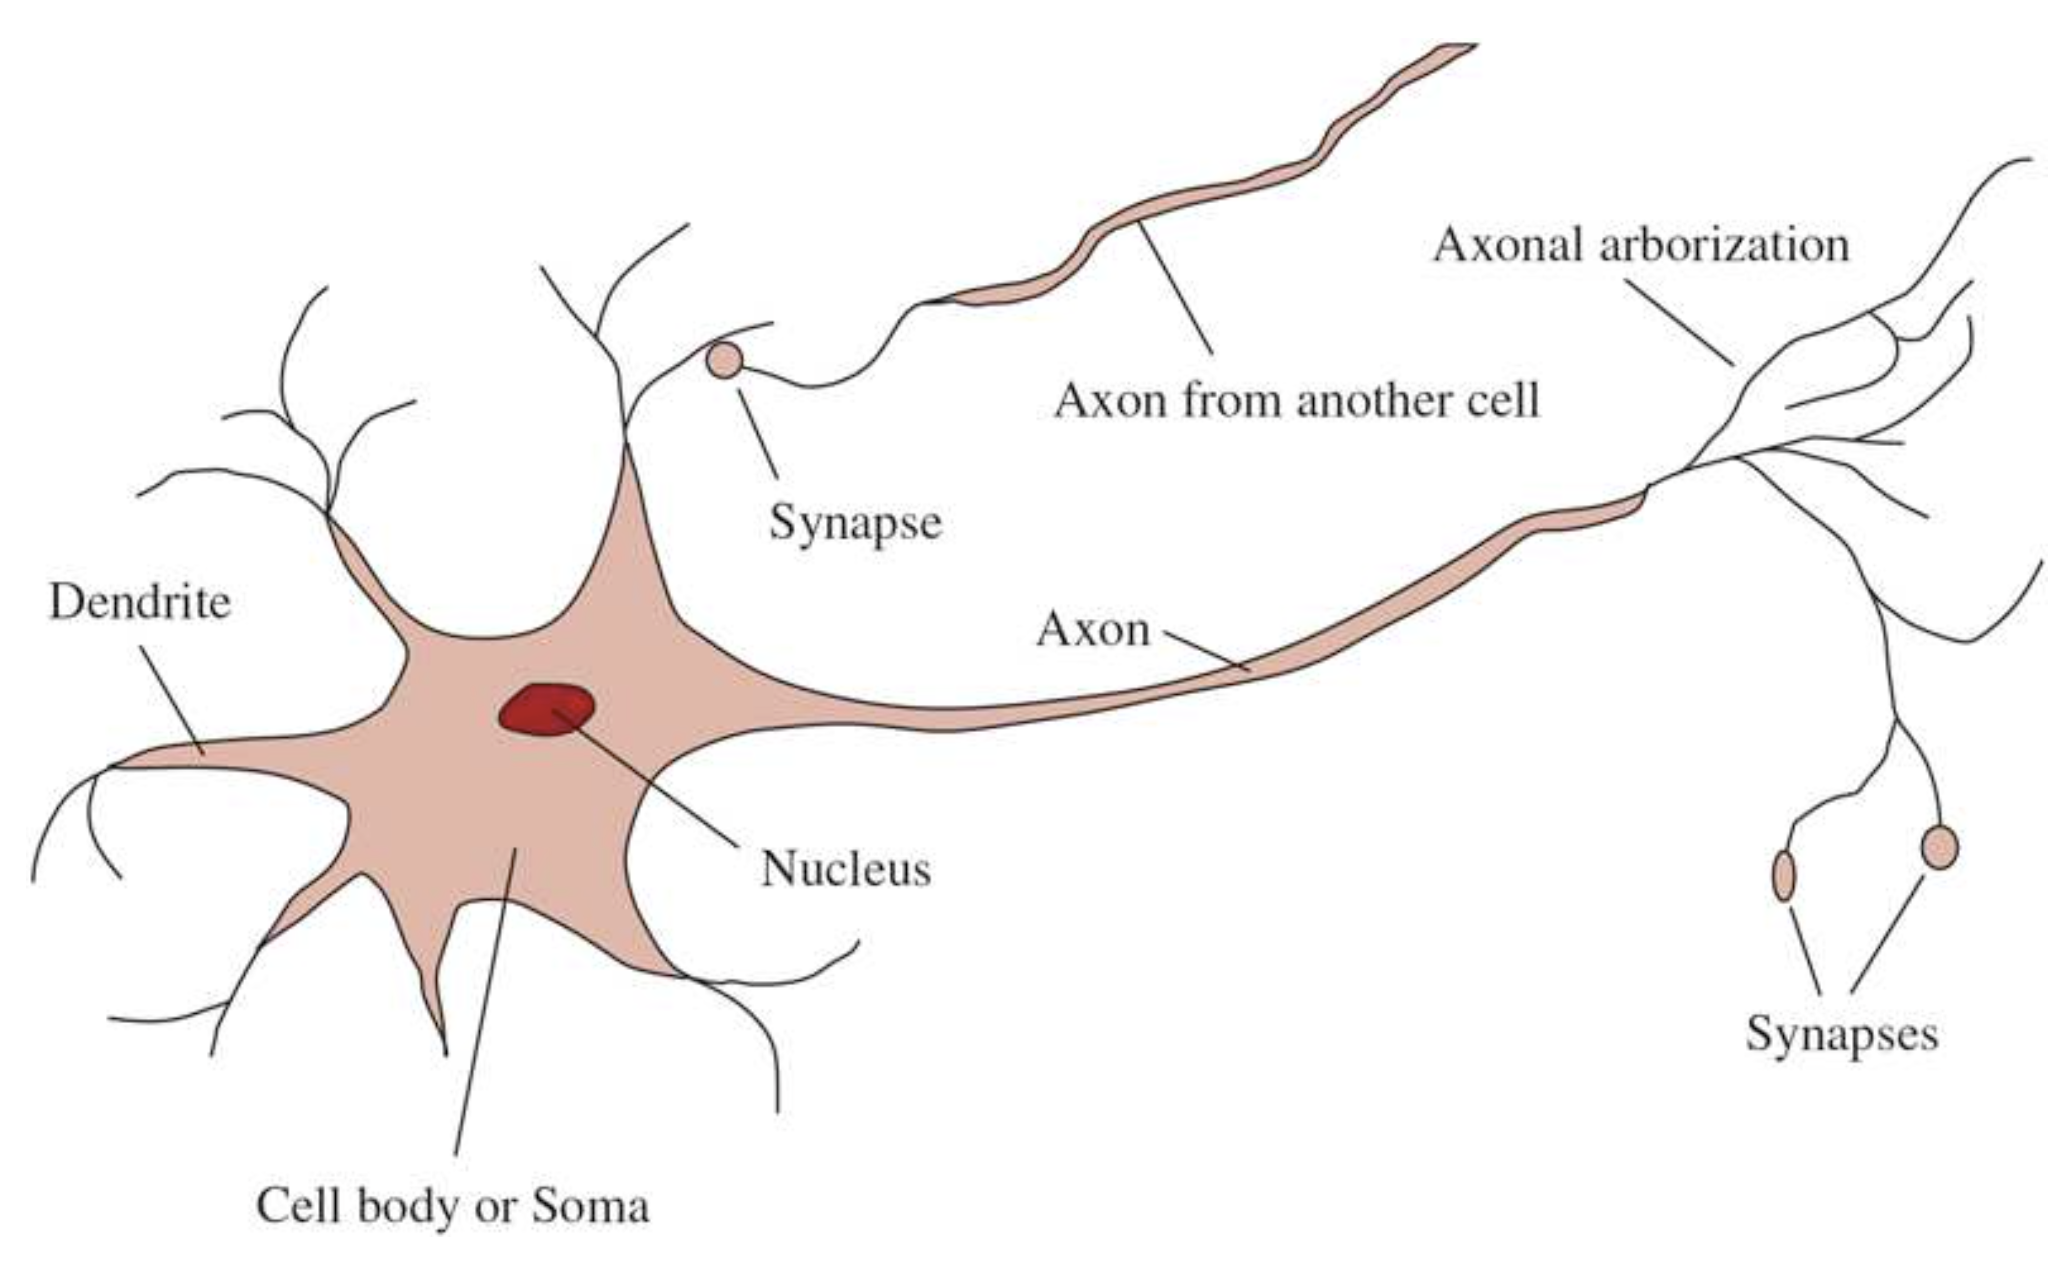 Axonal arborization
Axon from another cell
Synapse
Dendrite
Axon
Nucleus
Synapses
Cell body or Soma